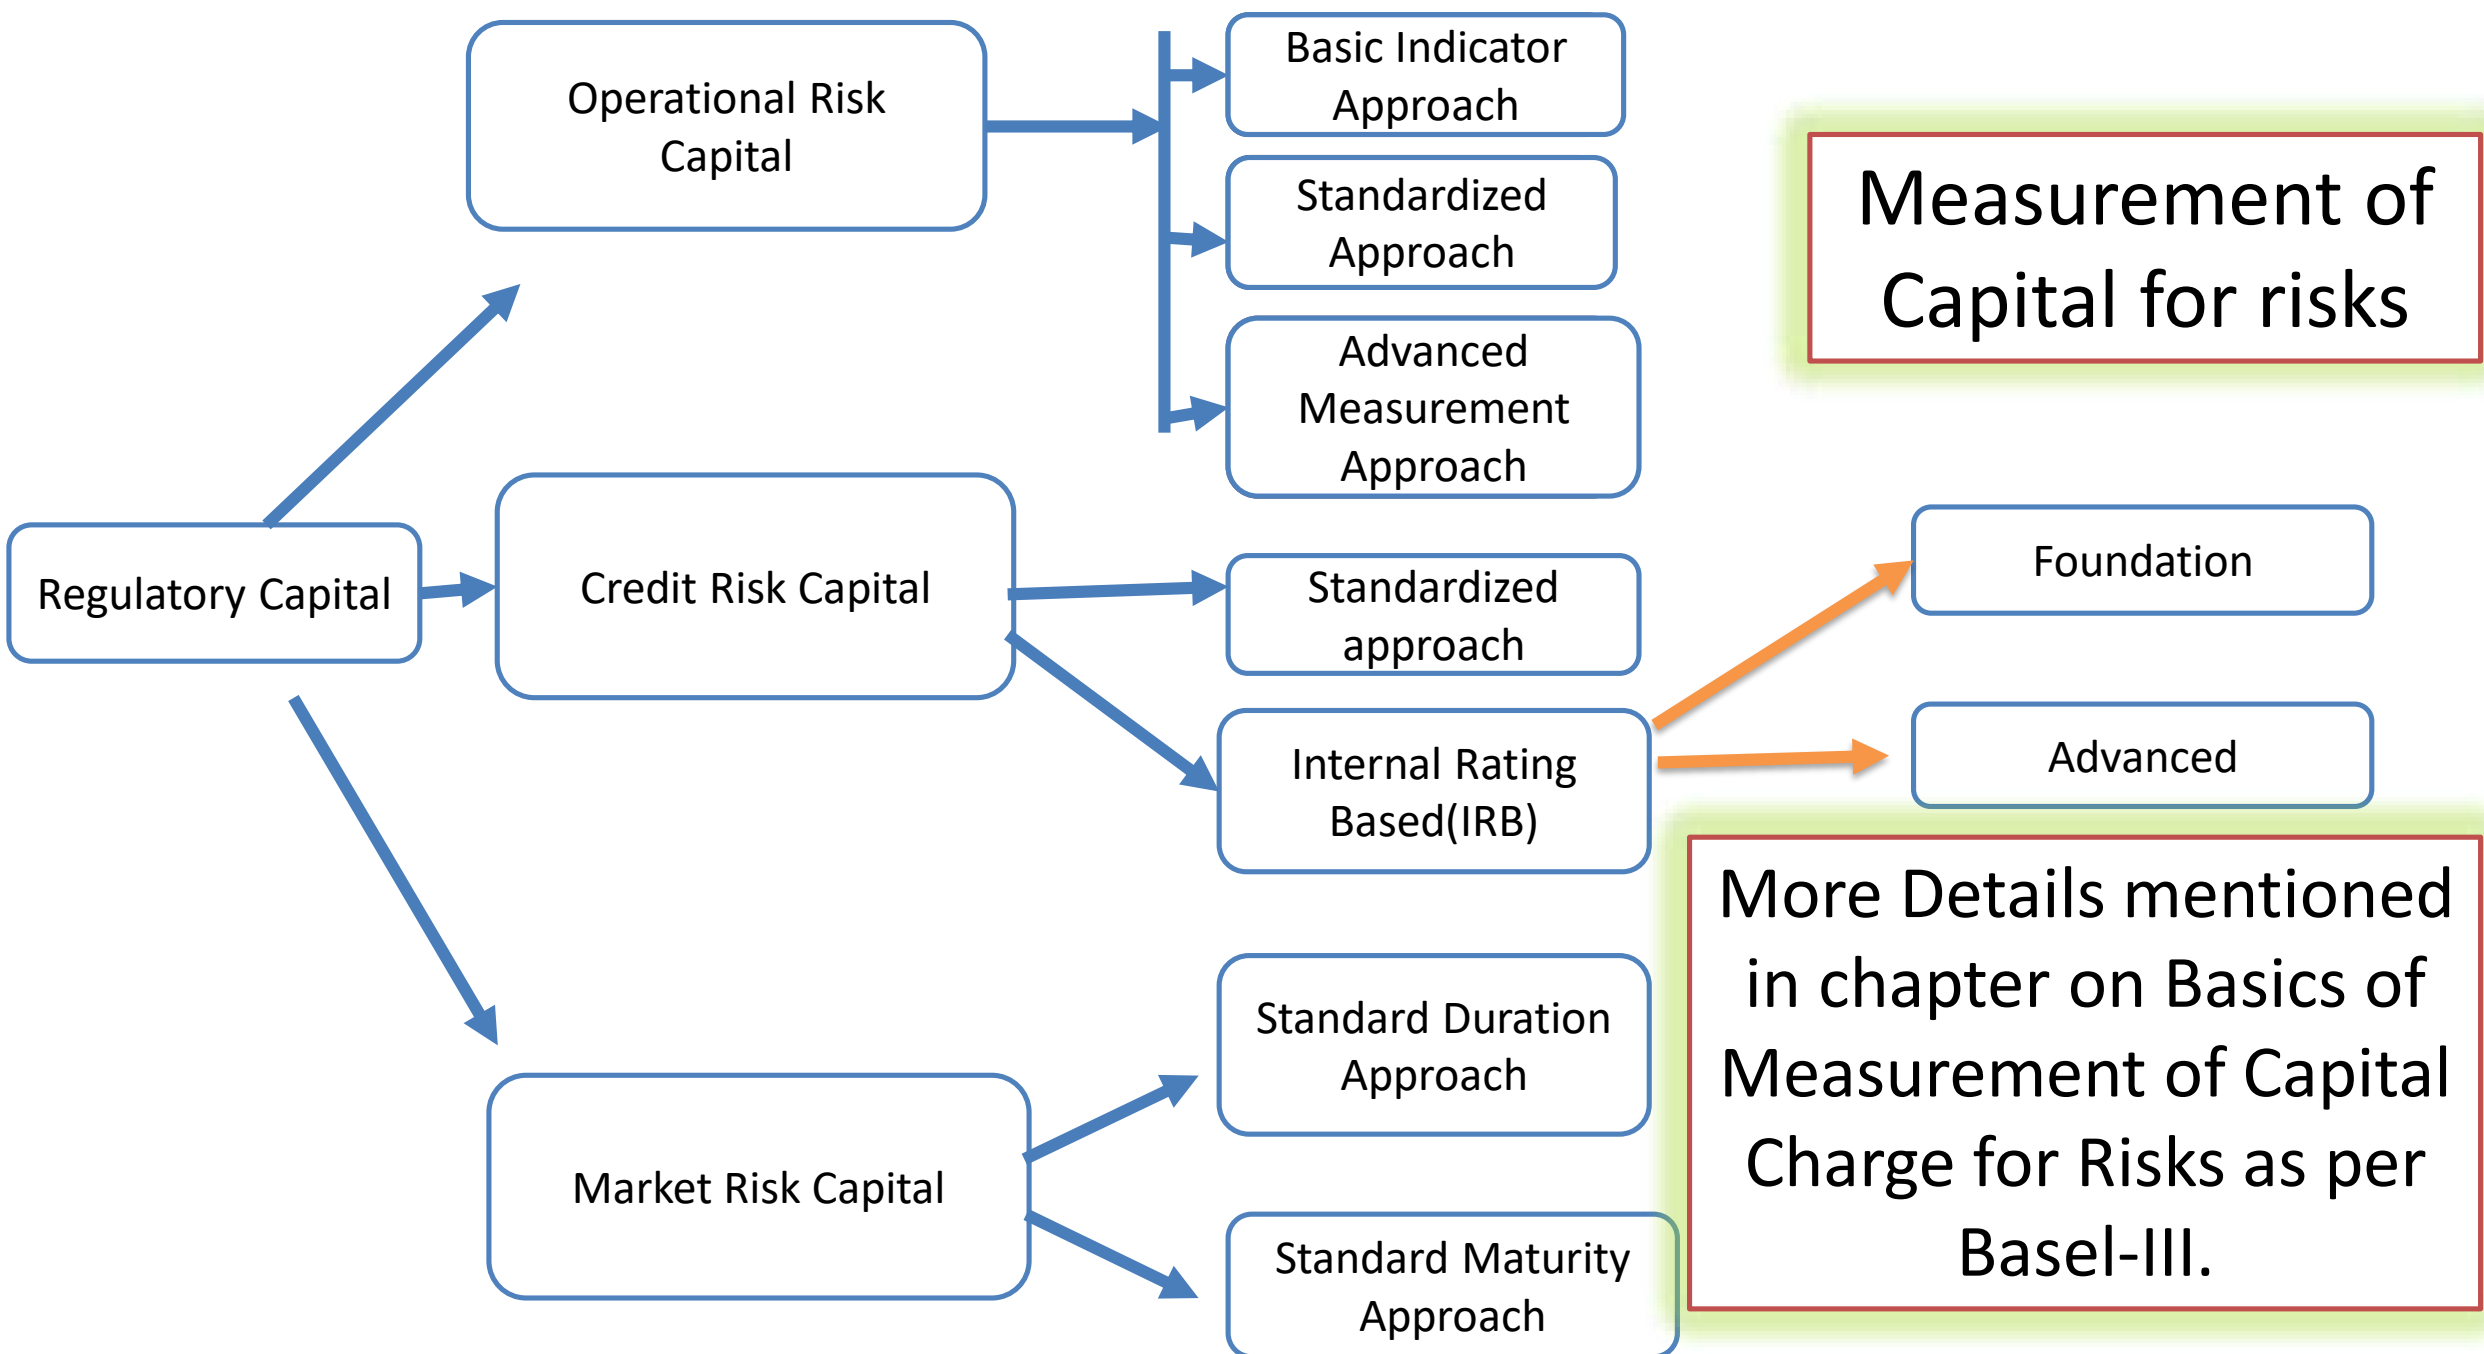 Operational Risk
Capital
Basic Indicator
Approach
Standardized
Approach
Advanced
Measurement
Approach
Measurement of
Capital for risks
Regulatory Capital
Credit Risk Capital
Standardized
approach
Internal Rating
Based(IRB)
Foundation
Advanced
Market Risk Capital
Standard Duration
Approach
Standard Maturity
Approach
More Details mentioned
in chapter on Basics of
Measurement of Capital
Charge for Risks as per
Basel-III.